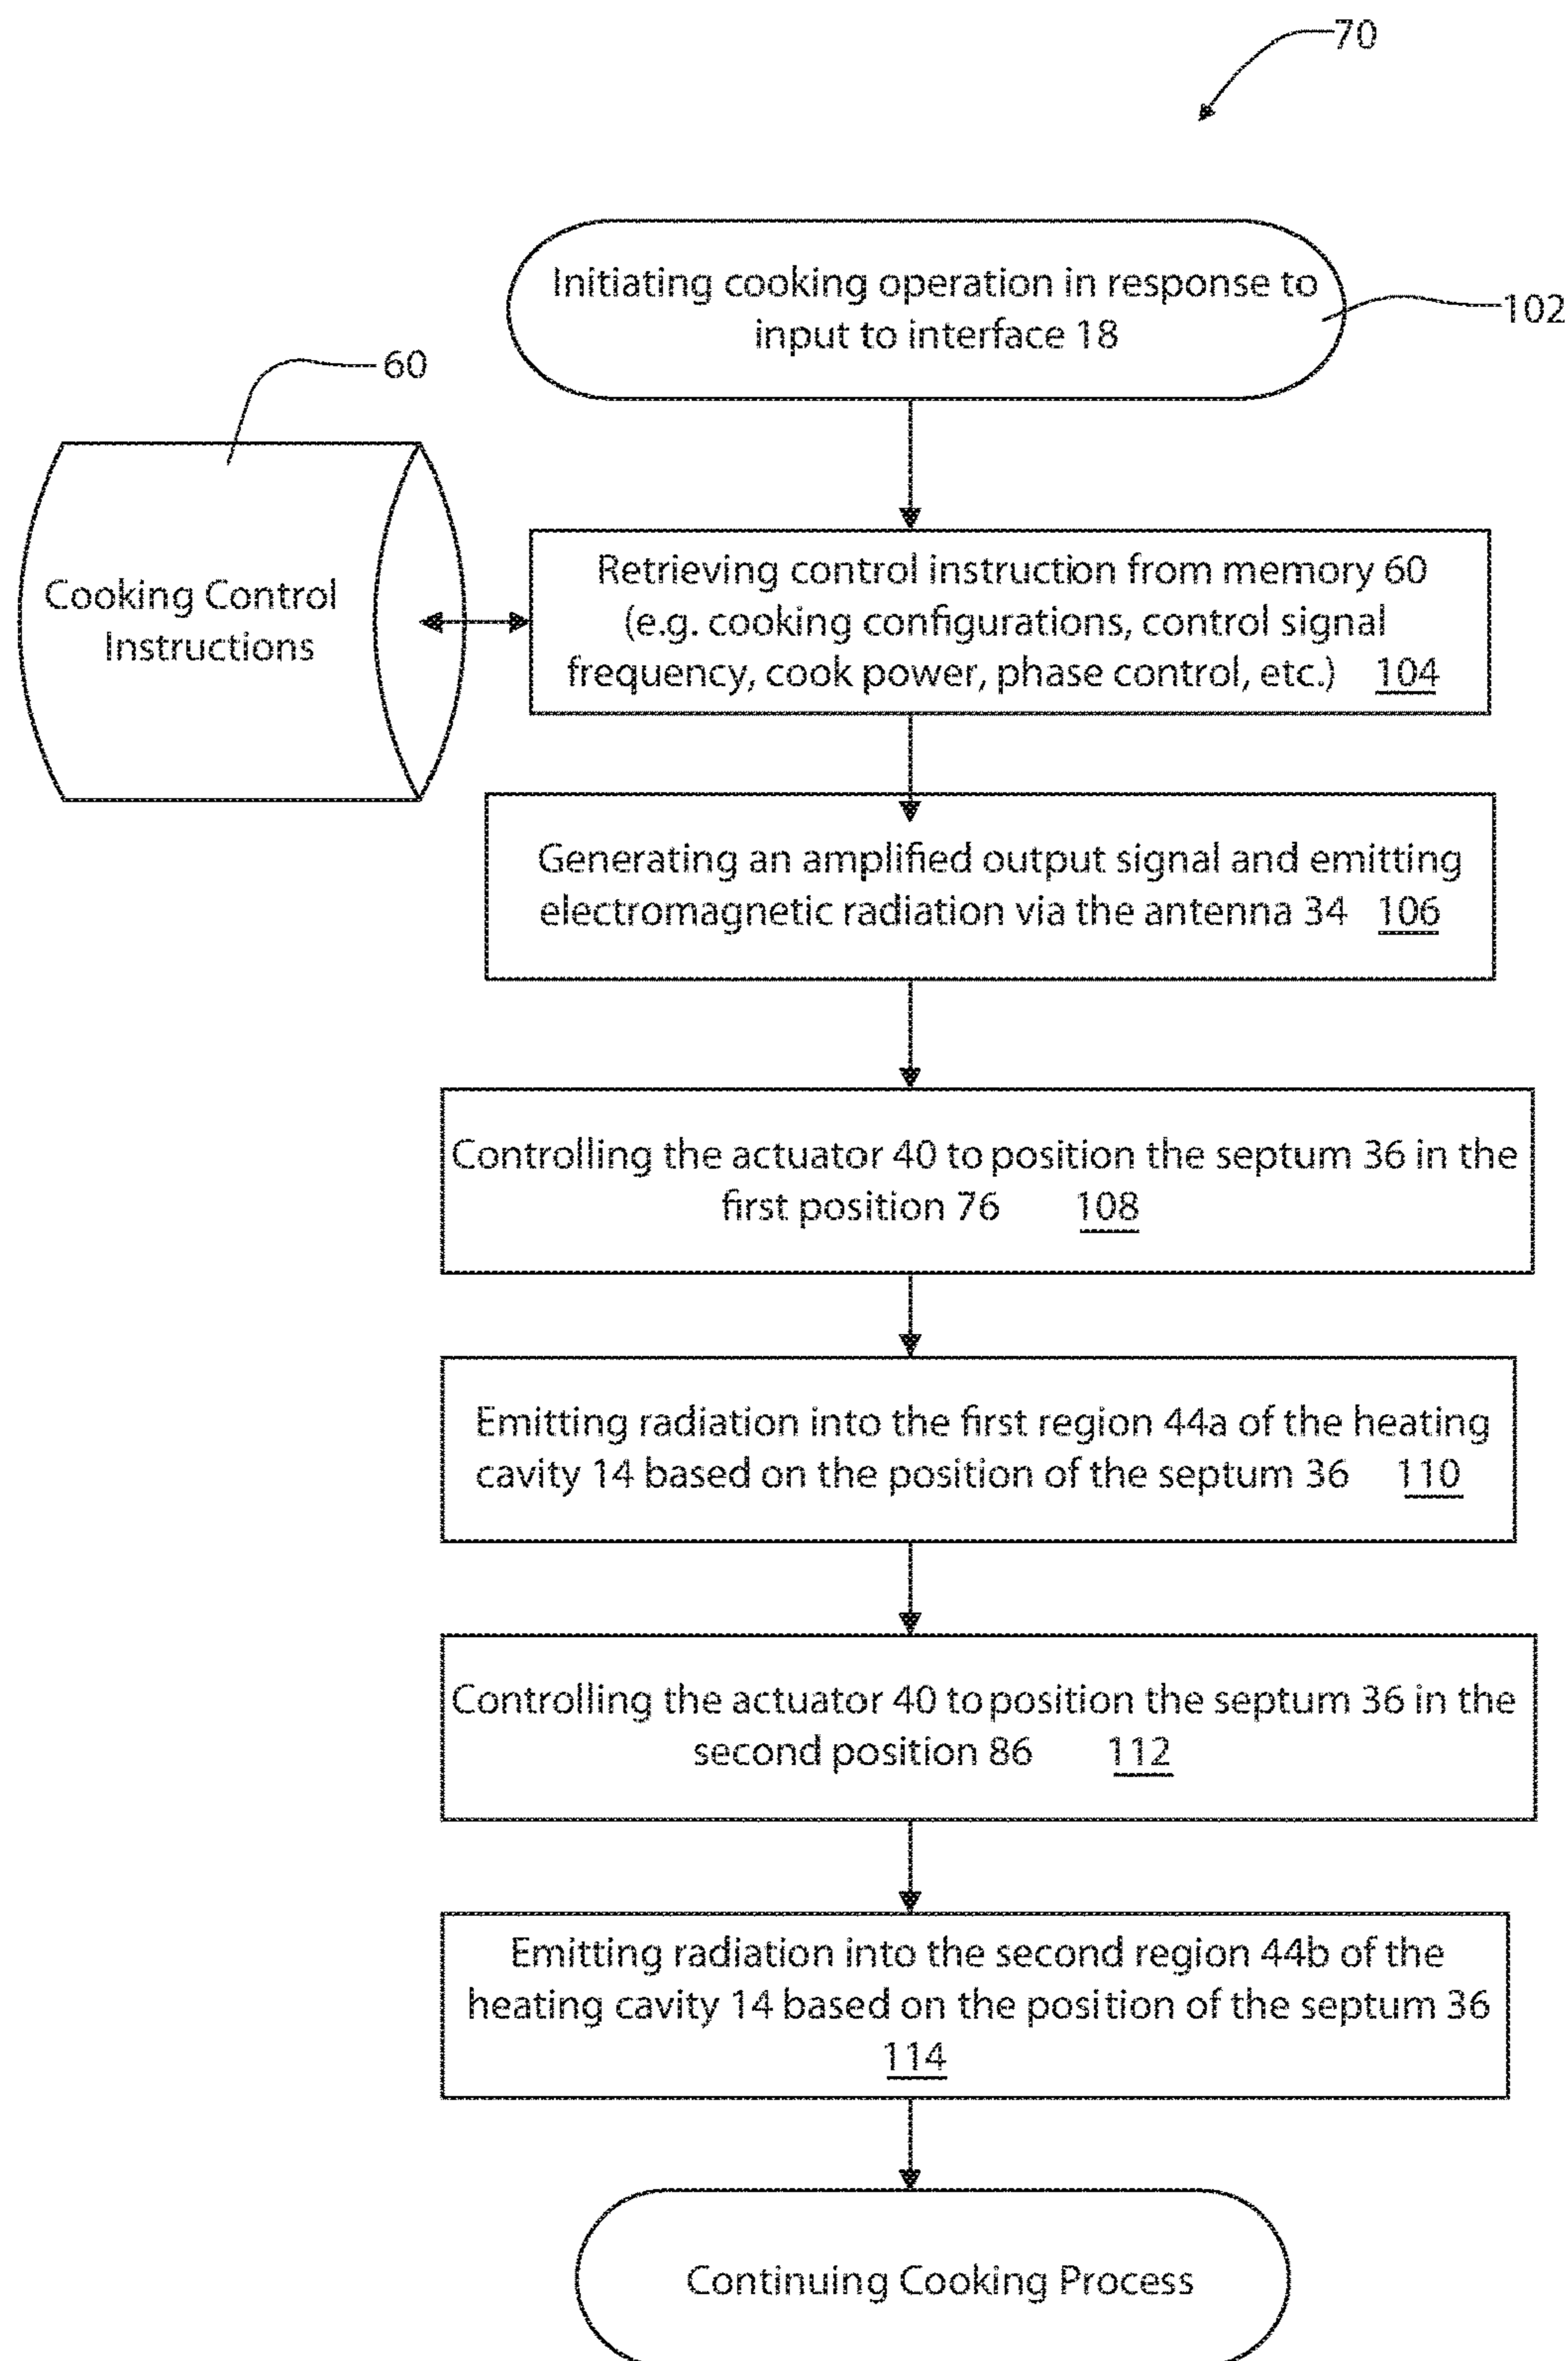 70
Initiating cooking operation in response to
input to interface 18
102
60
Cooking Control
Instructions
Retrieving control instruction from memory 60
(e.g. cooking configurations, control signal
frequency, cook power, phase control, etc.) 104
Generating an amplified output signal and emitting
electromagnetic radiation via the antenna 34 106
Controlling the actuator 40 to position the septum 36 in the
first position 76 108
Emitting radiation into the first region 44a of the heating
cavity 14 based on the position of the septum 36 110
Controlling the actuator 40 to position the septum 36 in the
second position 86 112
Emitting radiation into the second region 44b of the
heating cavity 14 based on the position of the septum 36
114
Continuing Cooking Process